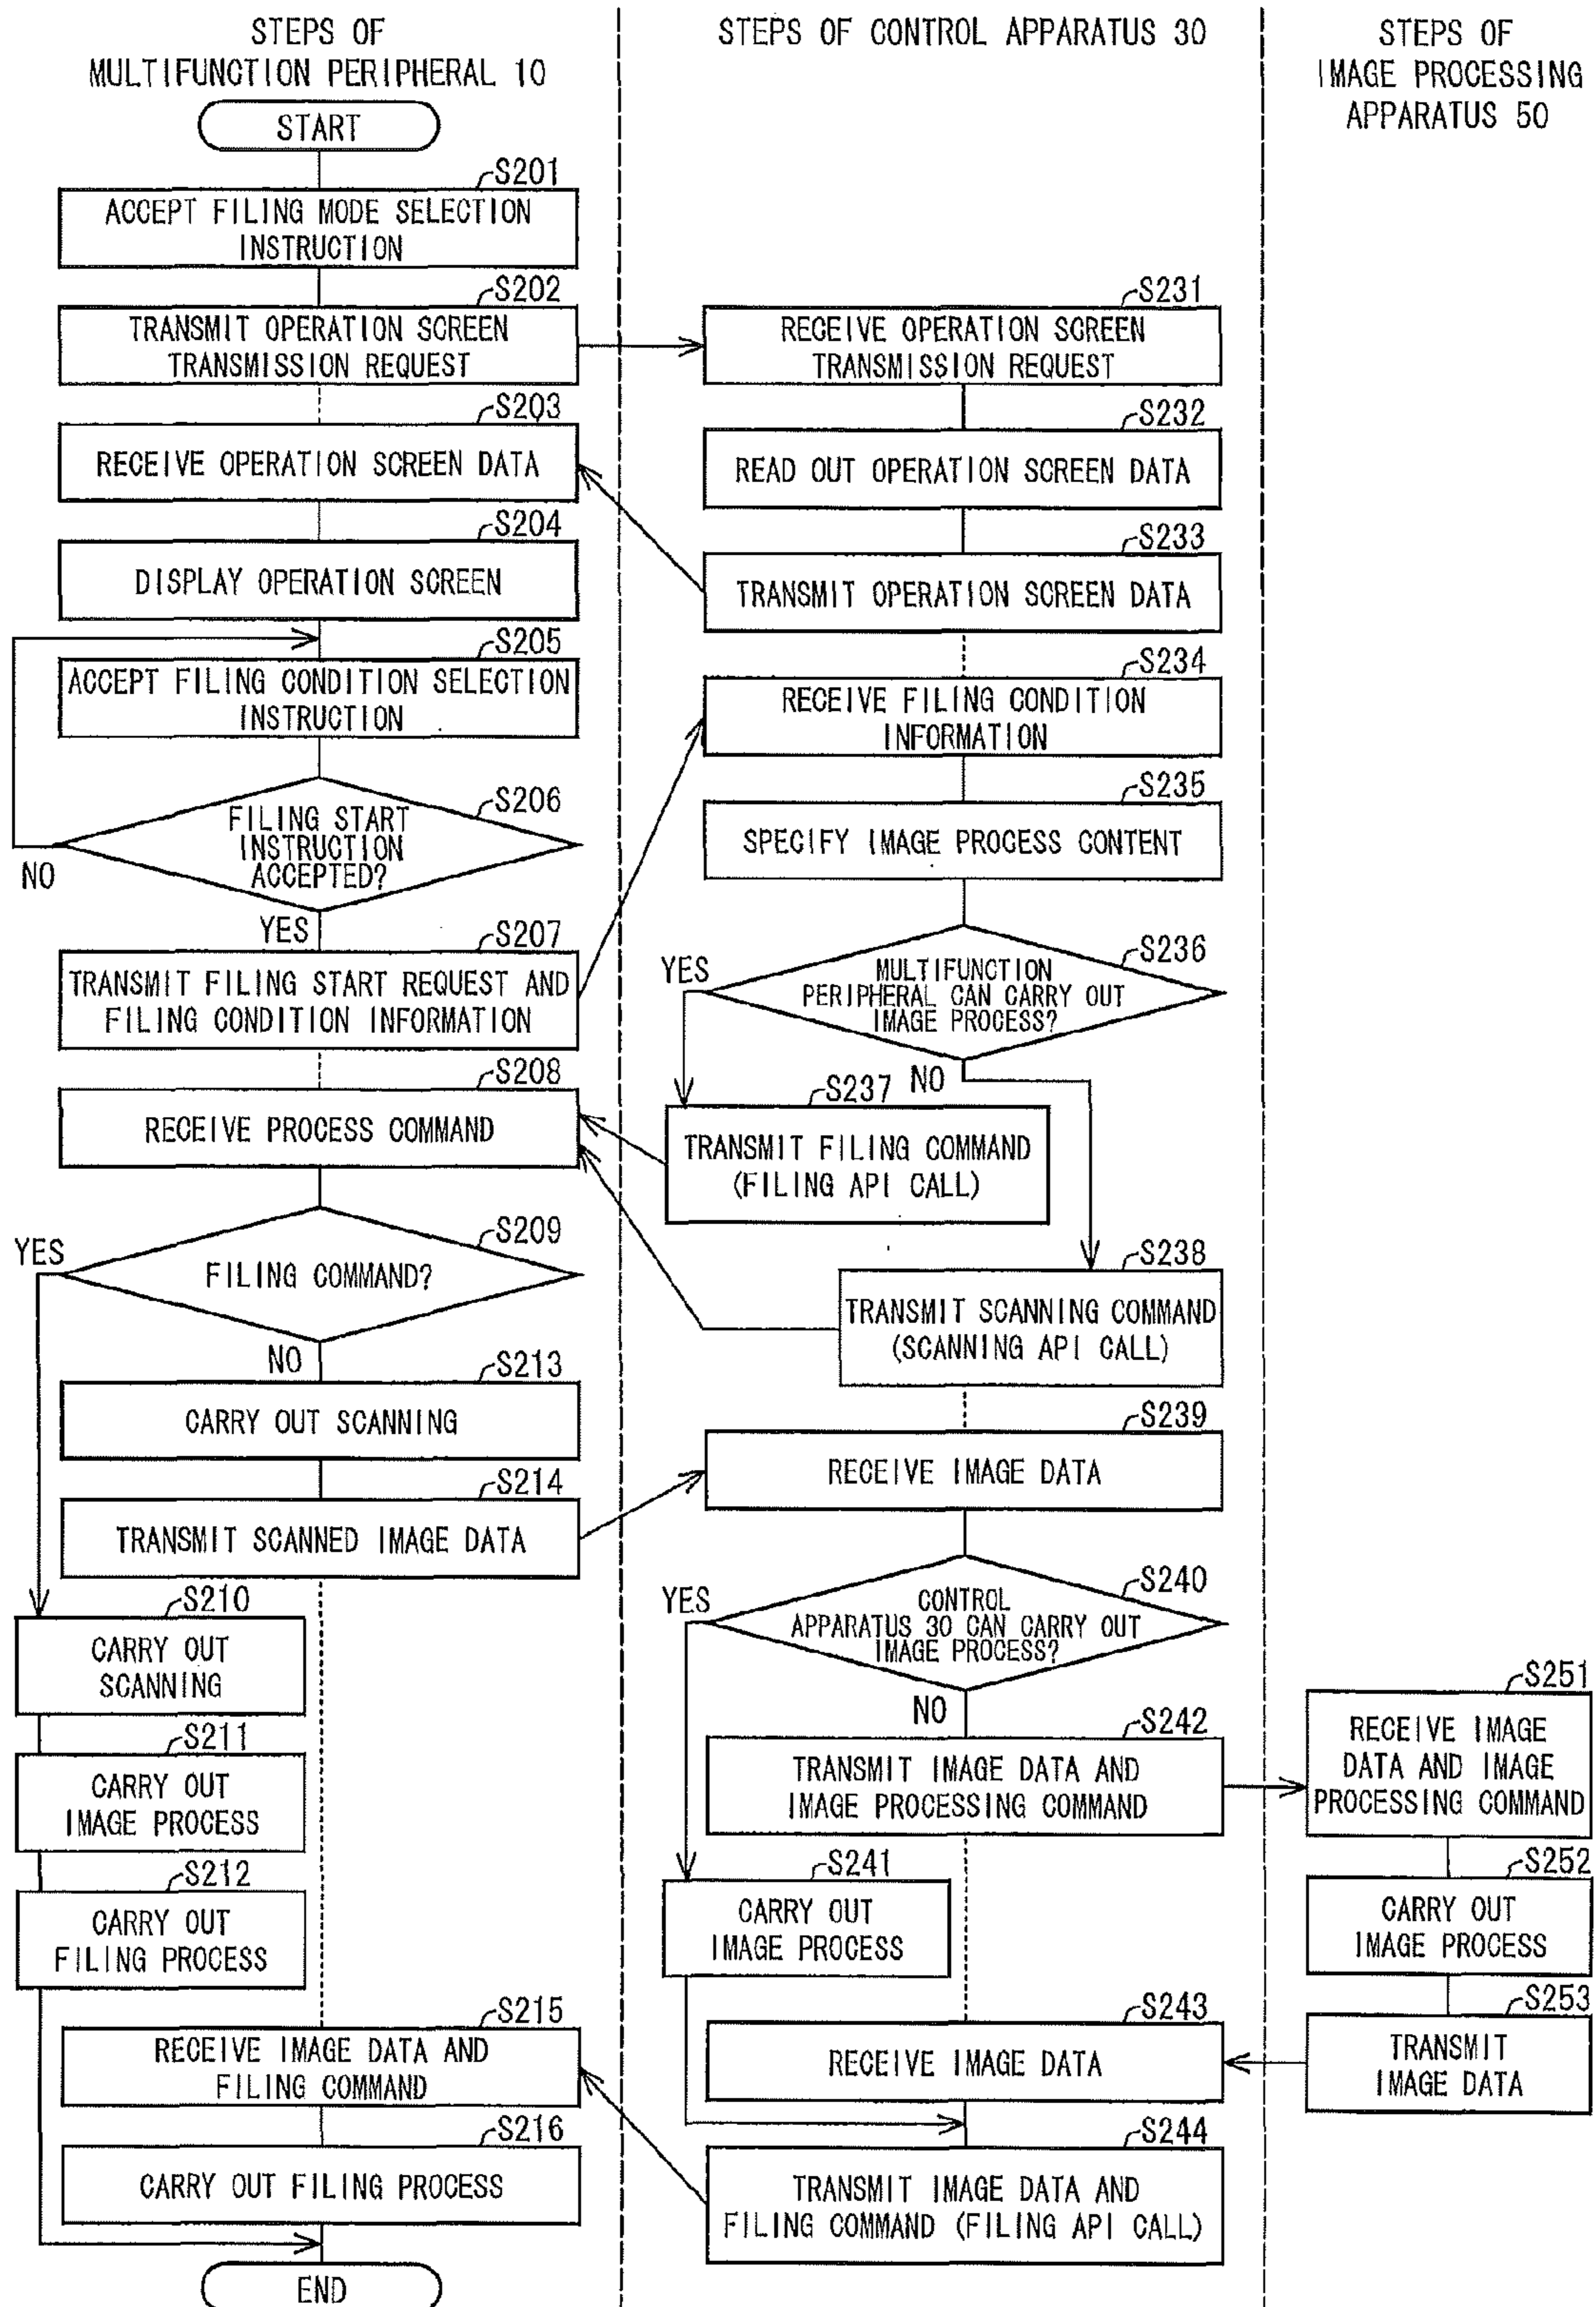 STEPS OF
MULTIFUNCTION PERIPHERAL 10
START
S201
ACCEPT FILING MODE SELECTION
INSTRUCTION
S202
TRANSMIT OPERATION SCREEN
TRANSMISSION REQUEST
S203
RECEIVE OPERATION SCREEN DATA
S204
DISPLAY OPERATION SCREEN
S205
ACCEPT FILING CONDITION SELECTION
INSTRUCTION
S206
FILING START
INSTRUCTION
ACCEPTED?
NO
YES
S207
TRANSMIT FILING START REQUEST AND
FILING CONDITION INFORMATION
S208
RECEIVE PROCESS COMMAND
S209
YES
FILING COMMAND?
NO
S213
CARRY OUT SCANNING
S214
TRANSMIT SCANNED IMAGE DATA
S210
CARRY OUT
SCANNING
S211
CARRY OUT
IMAGE PROCESS
S212
CARRY OUT
FILING PROCESS
S215
RECEIVE IMAGE DATA AND
FILING COMMAND
S216
CARRY OUT FILING PROCESS
END
STEPS OF CONTROL APPARATUS 30
S231
RECEIVE OPERATION SCREEN
TRANSMISSION REQUEST
S232
READ OUT OPERATION SCREEN DATA
S233
TRANSMIT OPERATION SCREEN DATA
S234
RECEIVE FILING CONDITION
INFORMATION
S235
SPECIFY IMAGE PROCESS CONTENT
S236
YES
MULTIFUNCTION
PERIPHERAL CAN CARRY OUT
IMAGE PROCESS?
NO
S237
TRANSMIT FILING COMMAND
(FILING API CALL)
S238
TRANSMIT SCANNING COMMAND
(SCANNING API CALL)
S239
RECEIVE IMAGE DATA
S240
YES
CONTROL
APPARATUS 30 CAN CARRY OUT
IMAGE PROCESS?
NO
S242
TRANSMIT IMAGE DATA AND
IMAGE PROCESSING COMMAND
S241
CARRY OUT
IMAGE PROCESS
S243
RECEIVE IMAGE DATA
S244
TRANSMIT IMAGE DATA AND
FILING COMMAND (FILING API CALL)
STEPS OF
IMAGE PROCESSING
APPARATUS 50
S251
RECEIVE IMAGE
DATA AND IMAGE
PROCESSING COMMAND
S252
CARRY OUT
IMAGE PROCESS
S253
TRANSMIT
IMAGE DATA